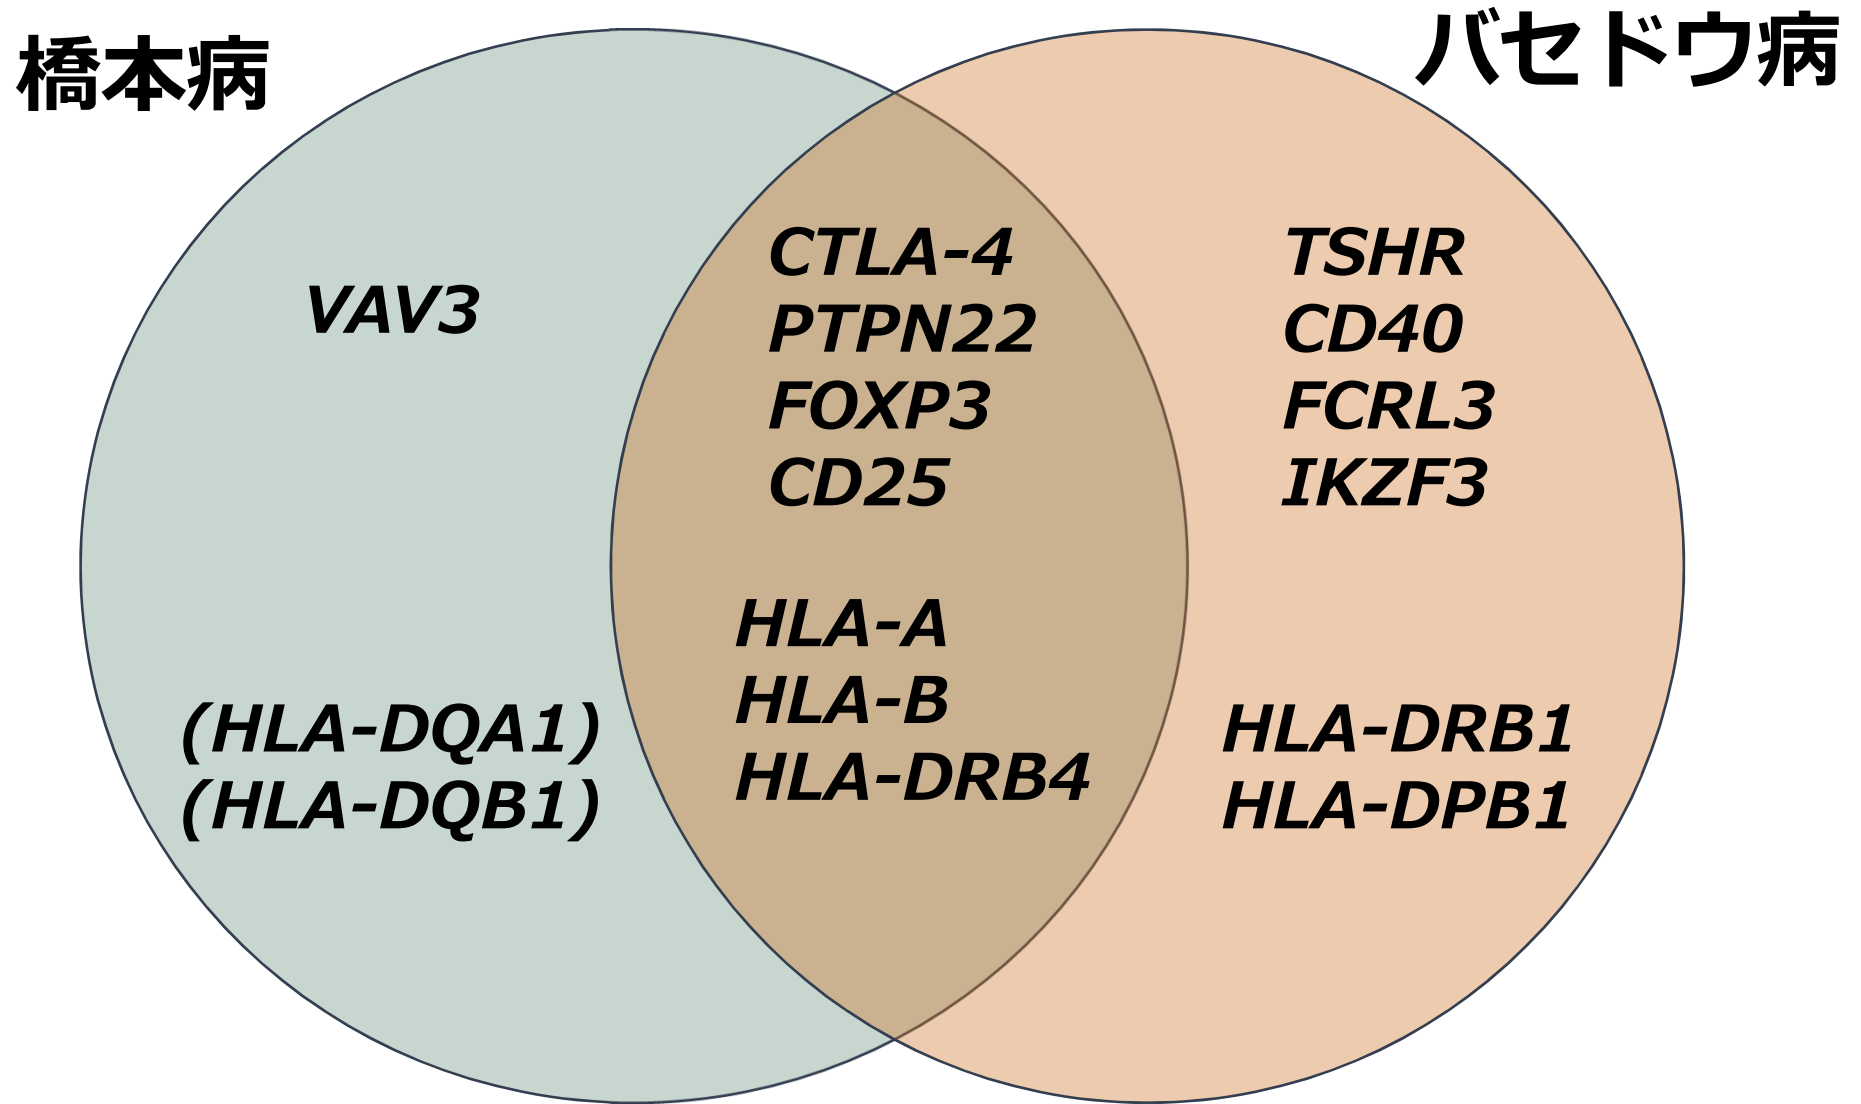 橋本病
バセドウ病
VAV3
(HLA-DQA1)
(HLA-DQB1)
CTLA-4
PTPN22
FOXP3
CD25
HLA-A
HLA-B
HLA-DRB4
TSHR
CD40
FCRL3
IKZF3
HLA-DRB1
HLA-DPB1